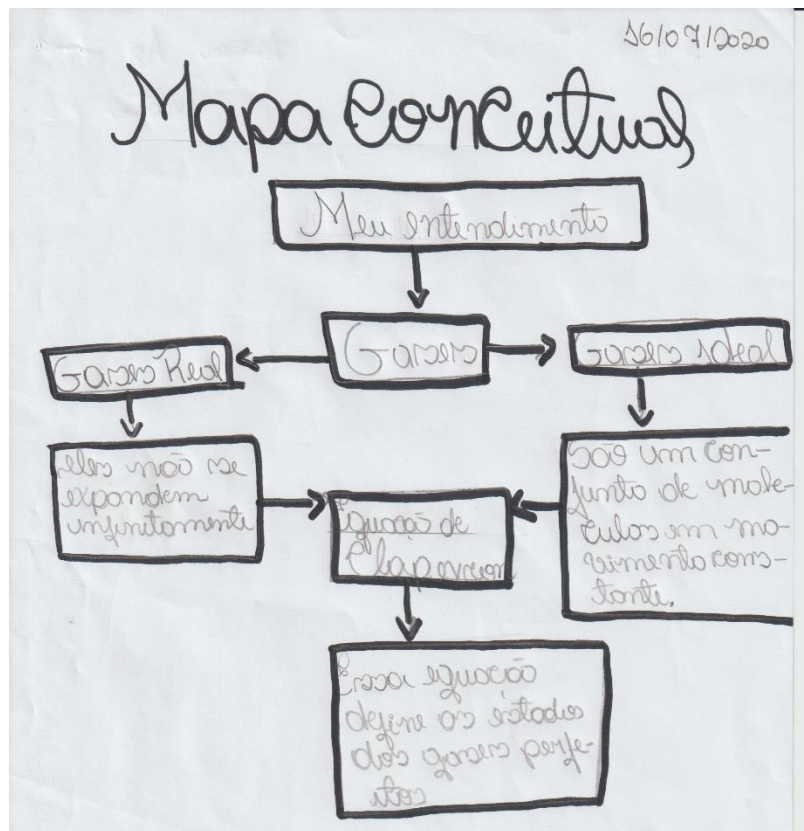 16/07/2020
Mapa Conceitual
Meu entendimento
Gases
Gases Real
Gases ideal
eles não se
expandem
infinitamente
São um con-
junto de mole-
culas em mo-
vimento cons-
tante.
Equação de
Clapeyron
Essa equação
define os estados
dos gases perfe-
itos